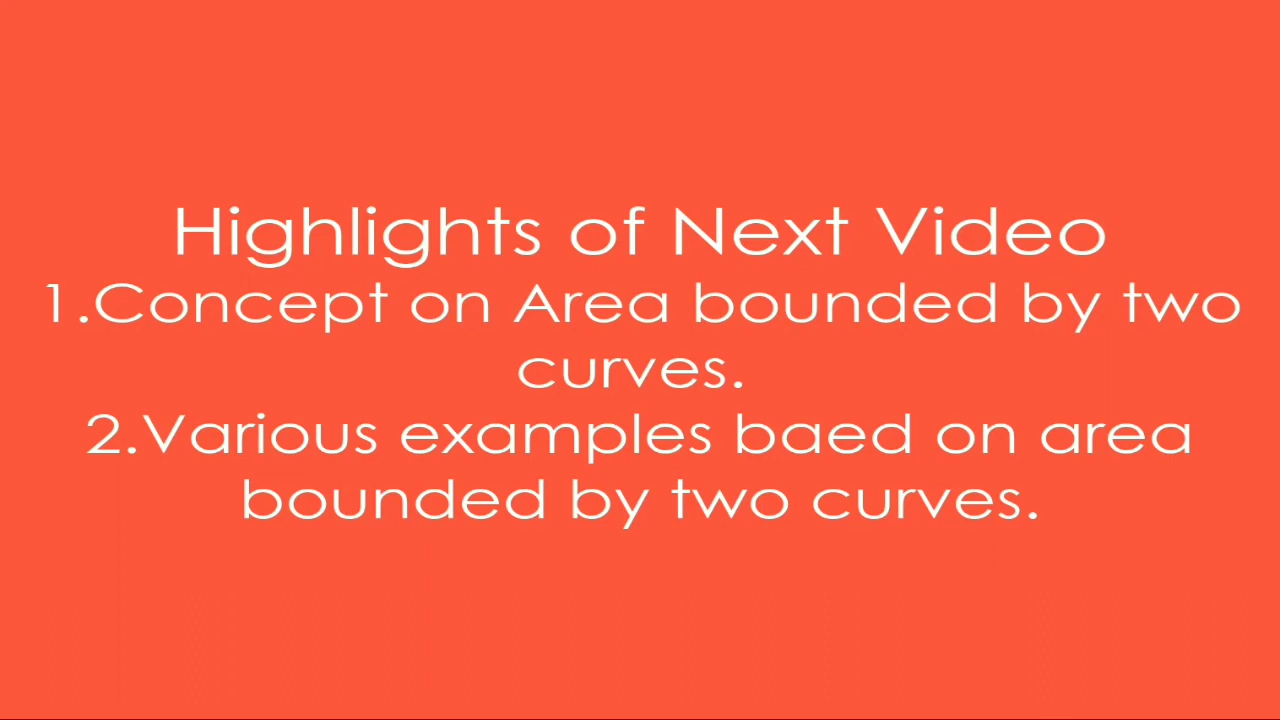 Highlights of Next Video
1.Concept on Area bounded by two
curves.
2.Various examples baed on area
bounded by two curves.